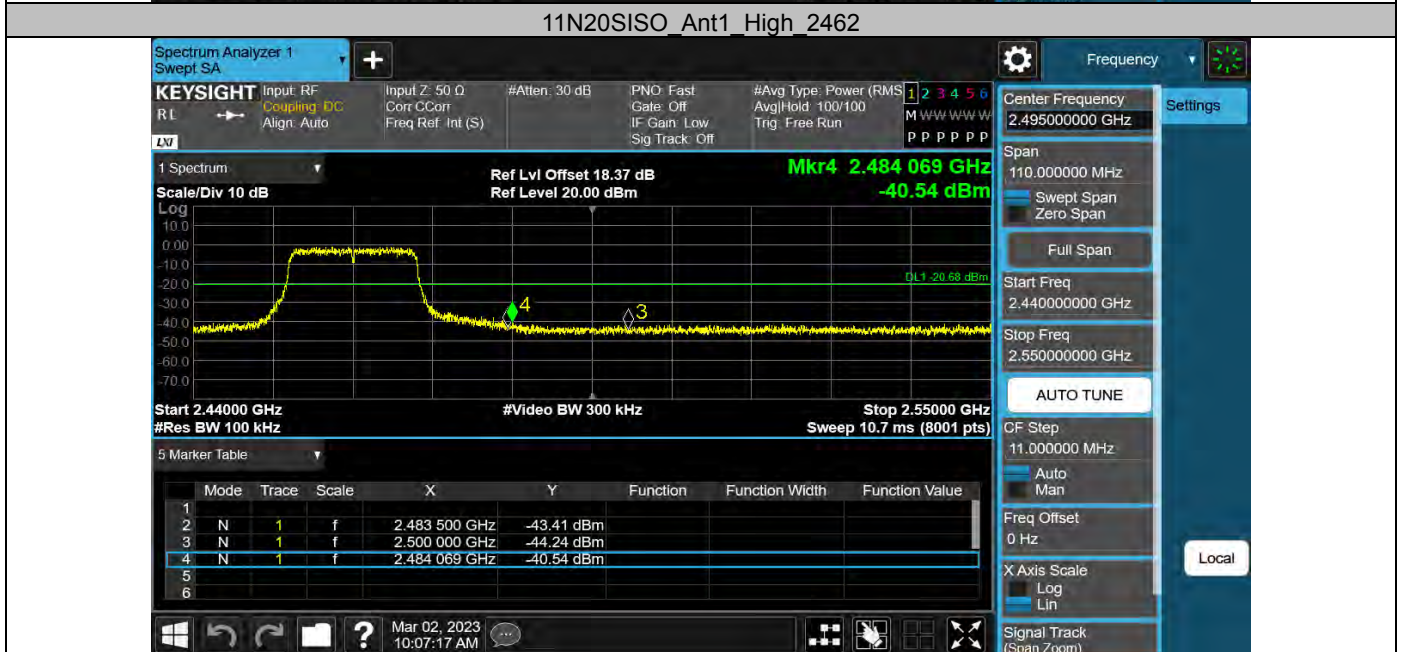 11N20SISO_Ant1_High_2462
Spectrum Analyzer 1
Swept SA
Frequency
KEYSIGHT
RL
LXI
Input: RF
Coupling: DC
Align: Auto
Input Z: 50 Ω
Corr CCorr
Freq Ref: Int (S)
#Atten: 30 dB
PNO: Fast
Gate: Off
IF Gain: Low
Sig Track: Off
#Avg Type: Power (RMS
Avg|Hold: 100/100
Trig: Free Run
1 2 3 4 5 6
M W W W W W
P P P P P P
Center Frequency
2.495000000 GHz
Settings
Span
110.000000 MHz
Swept Span
Zero Span
Full Span
Start Freq
2.440000000 GHz
Stop Freq
2.550000000 GHz
AUTO TUNE
CF Step
11.000000 MHz
Auto
Man
Freq Offset
0 Hz
X Axis Scale
Log
Lin
Signal Track
(Span Zoom)
Local
1 Spectrum
Scale/Div 10 dB
Log
Ref Lvl Offset 18.37 dB
Ref Level 20.00 dBm
Mkr4 2.484 069 GHz
-40.54 dBm
10.0
0.00
-10.0
-20.0
-30.0
-40.0
-50.0
-60.0
-70.0
DL1 -20.68 dBm
4
3
Start 2.44000 GHz
#Res BW 100 kHz
#Video BW 300 kHz
Stop 2.55000 GHz
Sweep 10.7 ms (8001 pts)
5 Marker Table
Mode Trace Scale X Y Function Function Width Function Value
1
2 N 1 f 2.483 500 GHz -43.41 dBm
3 N 1 f 2.500 000 GHz -44.24 dBm
4 N 1 f 2.484 069 GHz -40.54 dBm
5
6
?
Mar 02, 2023
10:07:17 AM